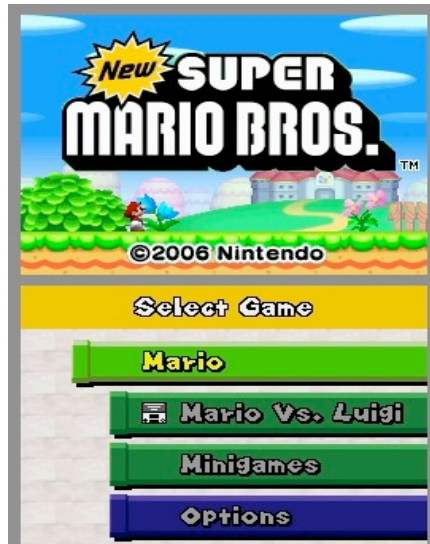 New SUPER
MARIO BROS.
TM
©2006 Nintendo
Select Game
Mario
Mario Vs. Luigi
Minigames
Options